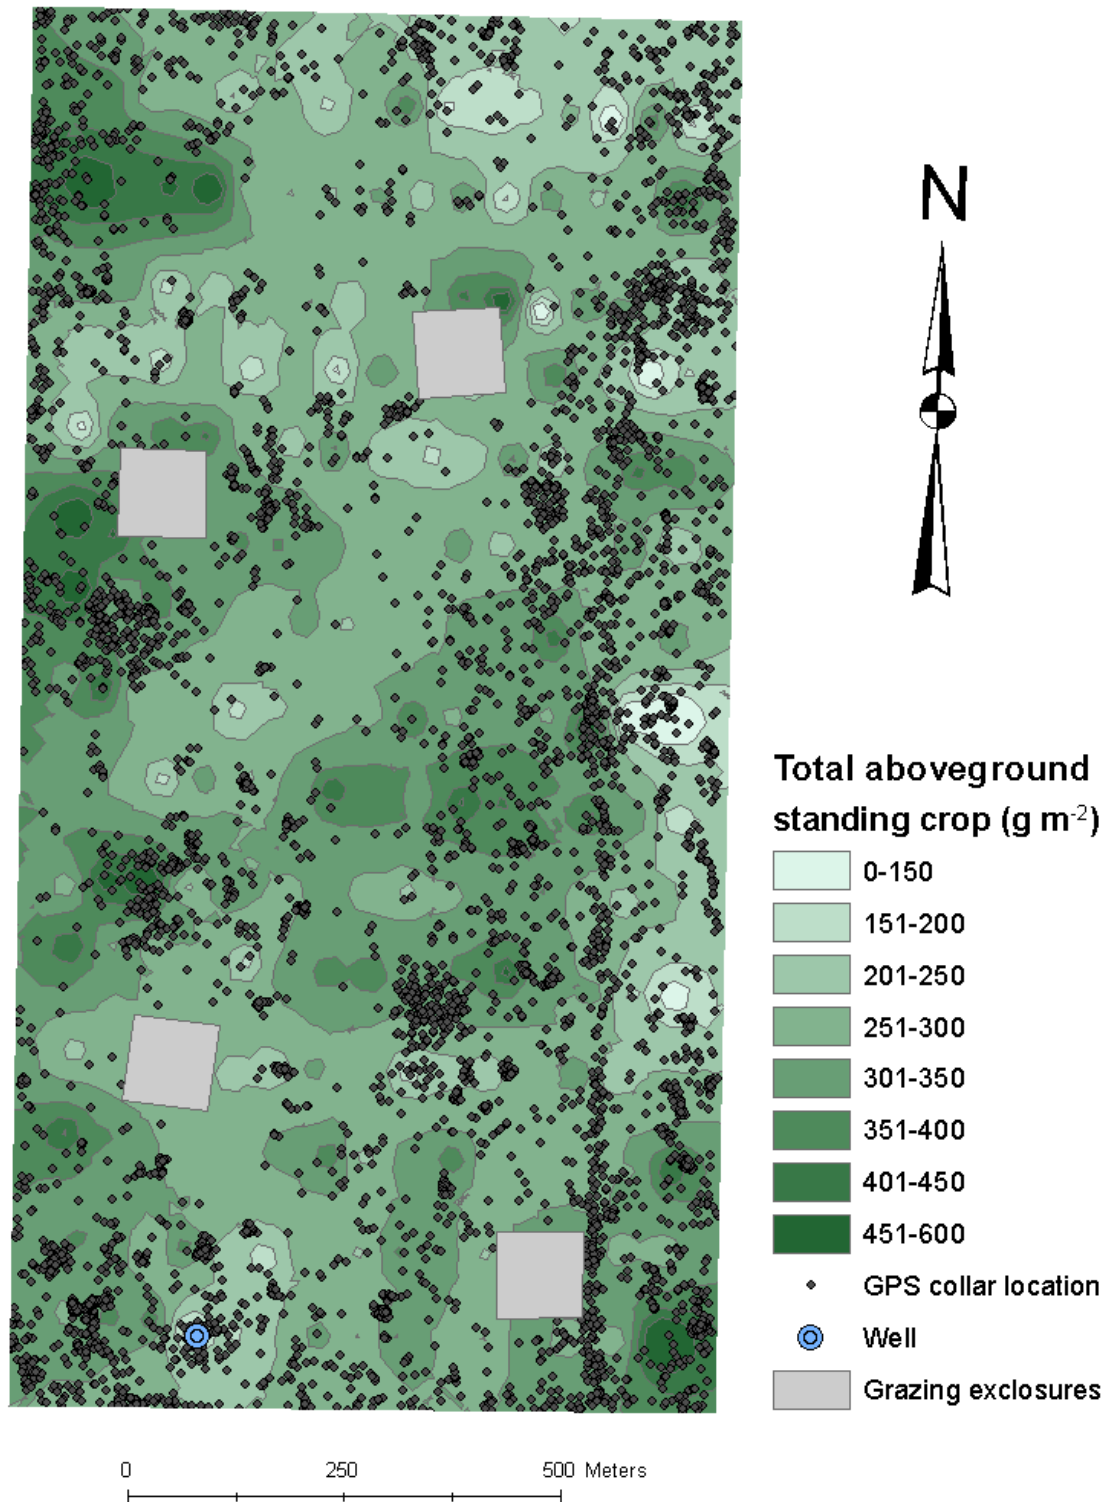 N
Total aboveground
standing crop (g m-2)
0-150
151-200
201-250
251-300
301-350
351-400
401-450
451-600
GPS collar location
Well
Grazing exclosures
0 250 500 Meters